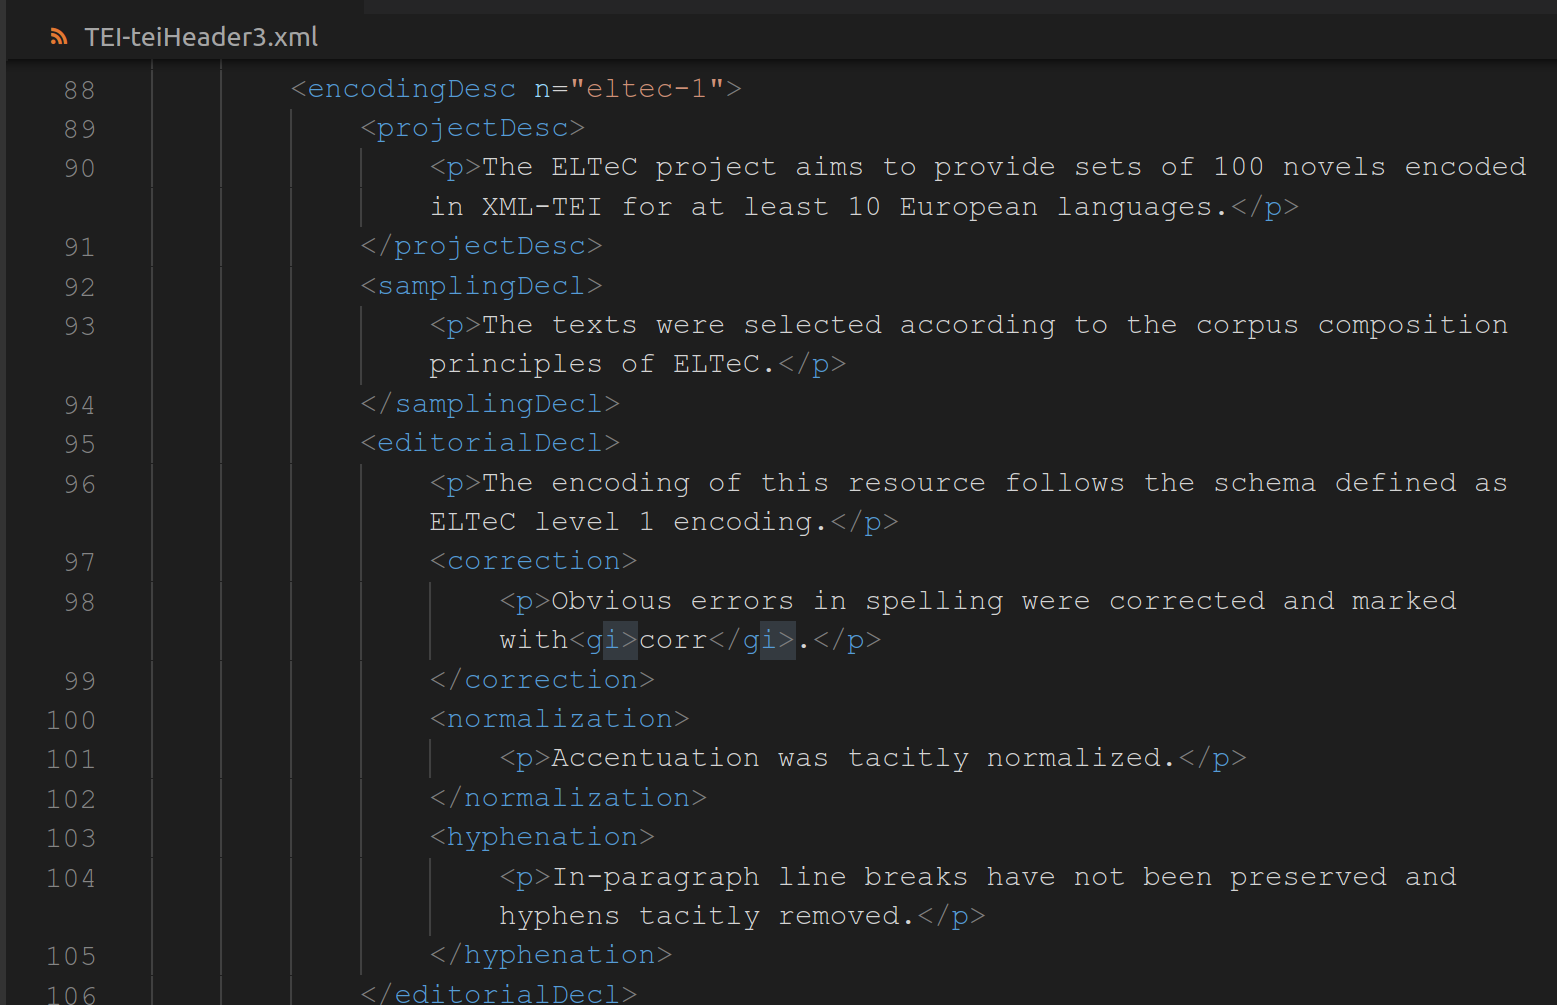 TEI-teiHeader3.xml
88 <encodingDesc n="eltec-1">
89 <projectDesc>
90 <p>The ELTeC project aims to provide sets of 100 novels encoded
in XML-TEI for at least 10 European languages.</p>
91 </projectDesc>
92 <samplingDecl>
93 <p>The texts were selected according to the corpus composition
principles of ELTeC.</p>
94 </samplingDecl>
95 <editorialDecl>
96 <p>The encoding of this resource follows the schema defined as
ELTeC level 1 encoding.</p>
97 <correction>
98 <p>Obvious errors in spelling were corrected and marked
with<gi>corr</gi>.</p>
99 </correction>
100 <normalization>
101 <p>Accentuation was tacitly normalized.</p>
102 </normalization>
103 <hyphenation>
104 <p>In-paragraph line breaks have not been preserved and
hyphens tacitly removed.</p>
105 </hyphenation>
106 </editorialDecl>